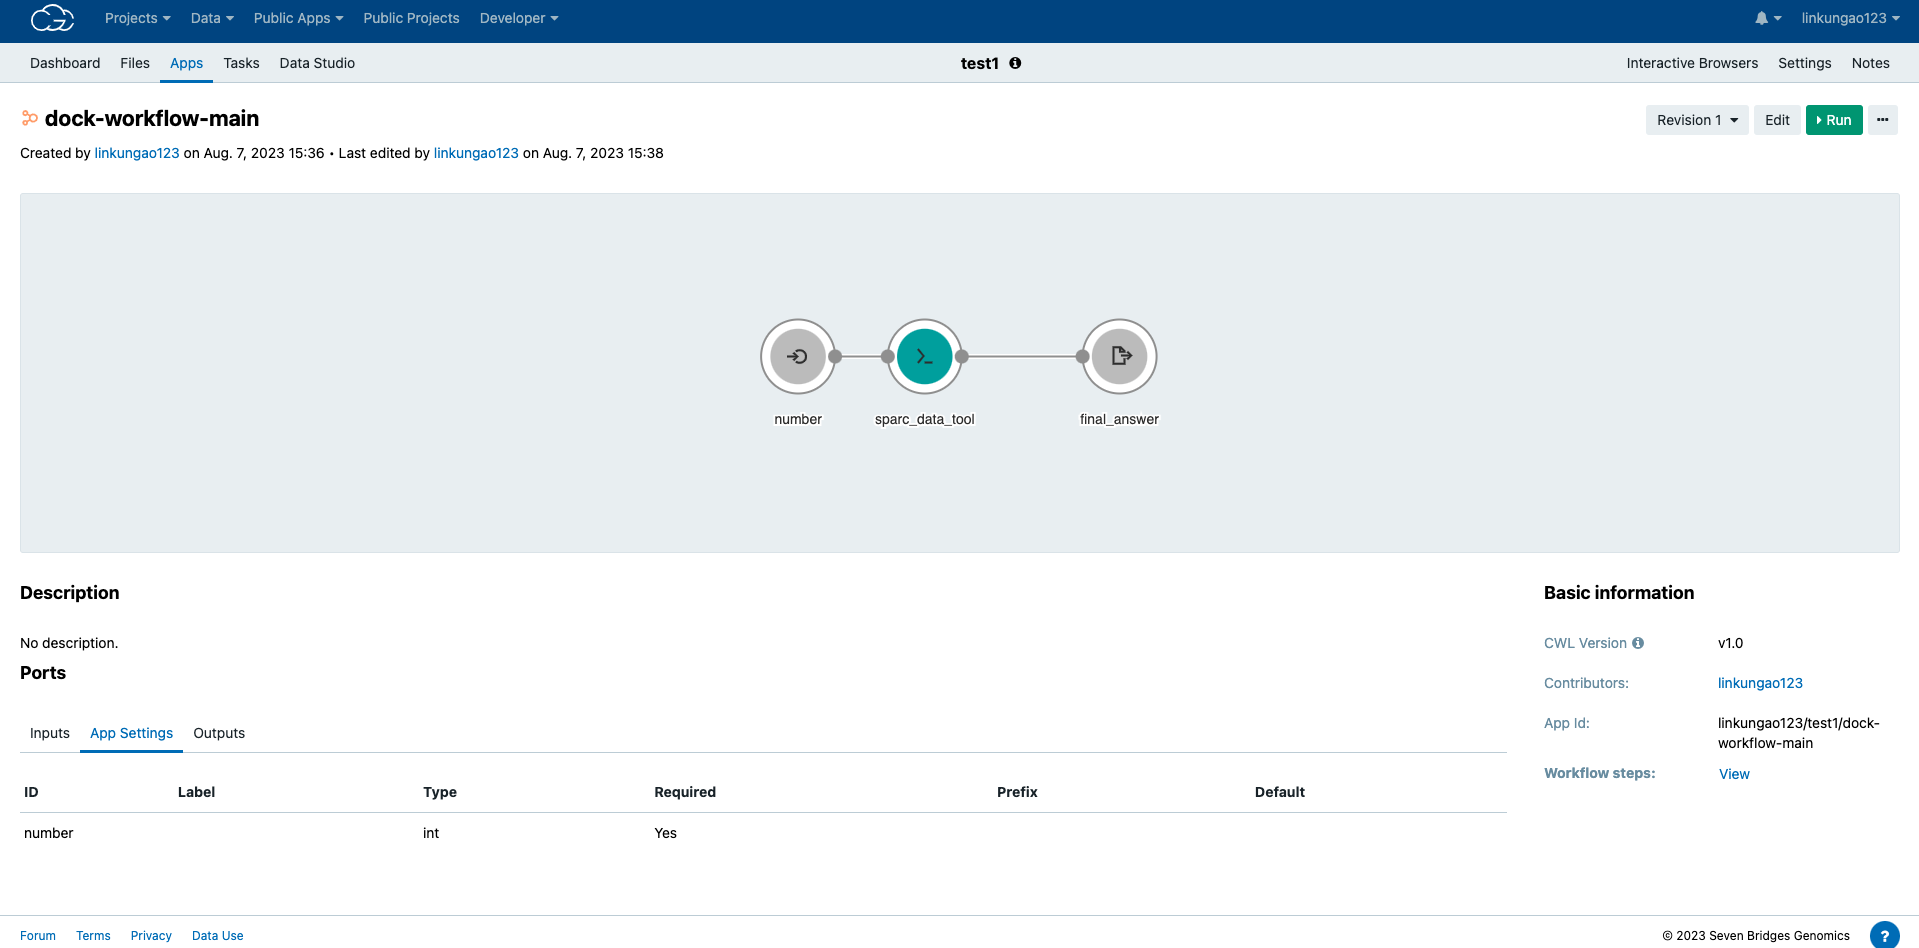 Projects Data Public Apps Public Projects Developer linkungao123
Dashboard Files Apps Tasks Data Studio test1 Interactive Browsers Settings Notes
dock-workflow-main Revision 1 Edit Run
Created by linkungao123 on Aug. 7, 2023 15:36 • Last edited by linkungao123 on Aug. 7, 2023 15:38
number sparc_data_tool final_answer
Description
No description.
Ports
Inputs App Settings Outputs
ID Label Type Required Prefix Default
number int Yes
Basic information
CWL Version v1.0
Contributors: linkungao123
App Id: linkungao123/test1/dock-
workflow-main
Workflow steps: View
Forum Terms Privacy Data Use © 2023 Seven Bridges Genomics ?